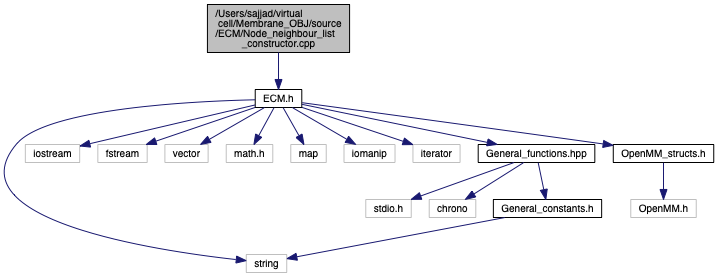 /Users/sajjad/virtual
cell/Membrane_OBJ/source
/ECM/Node_neighbour_list
_constructor.cpp
ECM.h
iostream
fstream
vector
math.h
map
iomanip
iterator
General_functions.hpp
OpenMM_structs.h
stdio.h
chrono
General_constants.h
OpenMM.h
string